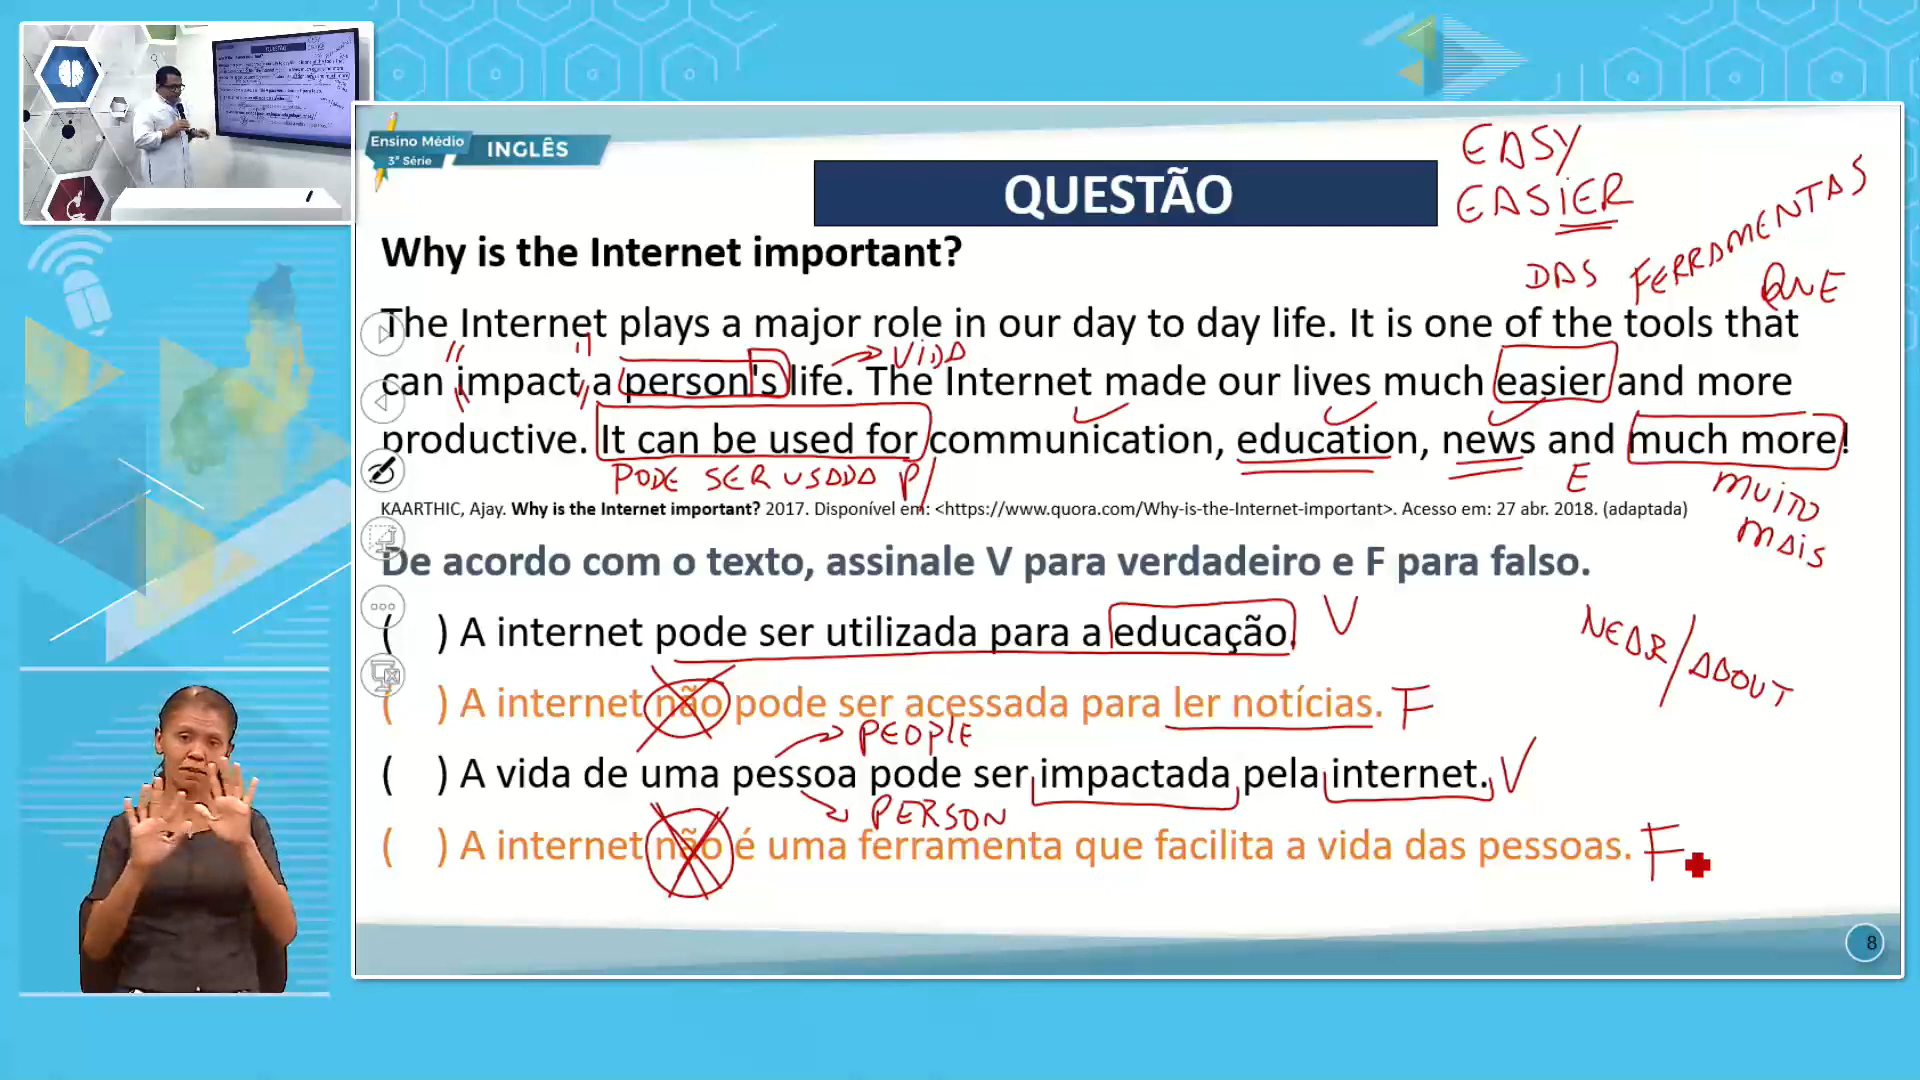 Ensino Médio
3ª Série
INGLÊS
QUESTÃO
EASY
EASIER
Why is the Internet important?
DAS FERRAMENTAS
QUE
The Internet plays a major role in our day to day life. It is one of the tools that
VIDA
can impact a person's life. The Internet made our lives much easier and more
productive. It can be used for communication, education, news and much more!
PODE SER USADA P/
E
MUITO
MAIS
KAARTHIC, Ajay. Why is the Internet important? 2017. Disponível em: <https://www.quora.com/Why-is-the-Internet-important>. Acesso em: 27 abr. 2018. (adaptada)
De acordo com o texto, assinale V para verdadeiro e F para falso.
( ) A internet pode ser utilizada para a educação. V
NEAR/ABOUT
( ) A internet não pode ser acessada para ler notícias. F
PEOPLE
( ) A vida de uma pessoa pode ser impactada pela internet. V
PERSON
( ) A internet não é uma ferramenta que facilita a vida das pessoas. F
8